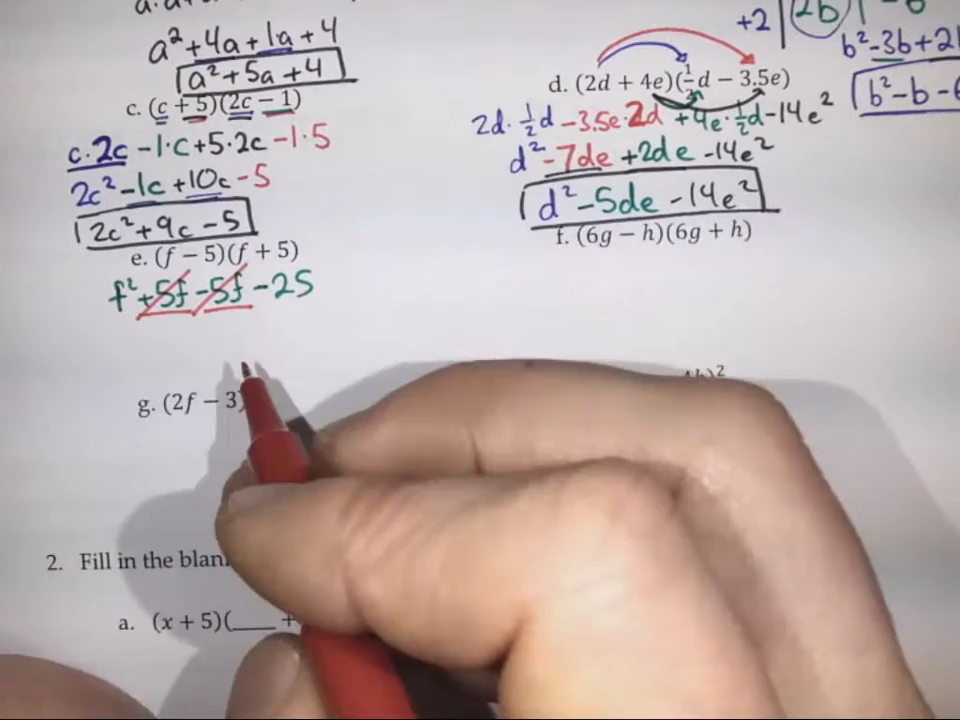 a² + 4a + 1a + 4
a² + 5a + 4
c. (c + 5)(2c − 1)
c·2c − 1·c + 5·2c − 1·5
2c² − 1c + 10c − 5
2c² + 9c − 5
+2 | 2b
b² − 3b + 2
b² − b −
d. (2d + 4e)(½d − 3.5e)
2d·½d − 3.5e·2d + 4e·½d − 14e²
d² − 7de + 2de − 14e²
d² − 5de − 14e²
e. (f − 5)(f + 5)
f² + 5f − 5f − 25
f. (6g − h)(6g + h)
g. (2f − 3)
)²
2. Fill in the
a. (x + 5)(___ +